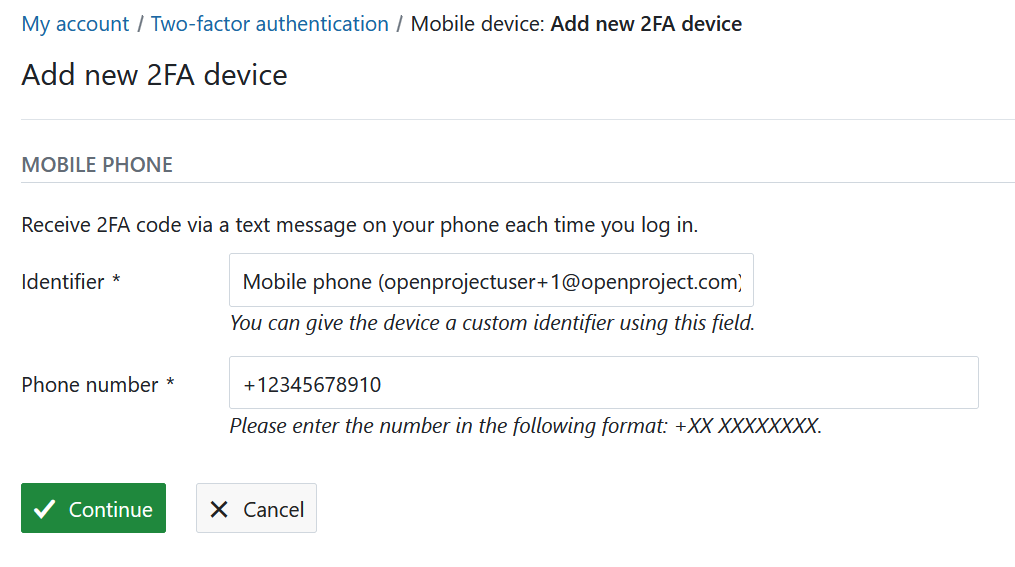 My account / Two-factor authentication / Mobile device: Add new 2FA device
Add new 2FA device
MOBILE PHONE
Receive 2FA code via a text message on your phone each time you log in.
Identifier * Mobile phone (openprojectuser+1@openproject.com)
You can give the device a custom identifier using this field.
Phone number * +12345678910
Please enter the number in the following format: +XX XXXXXXXX.
Continue Cancel